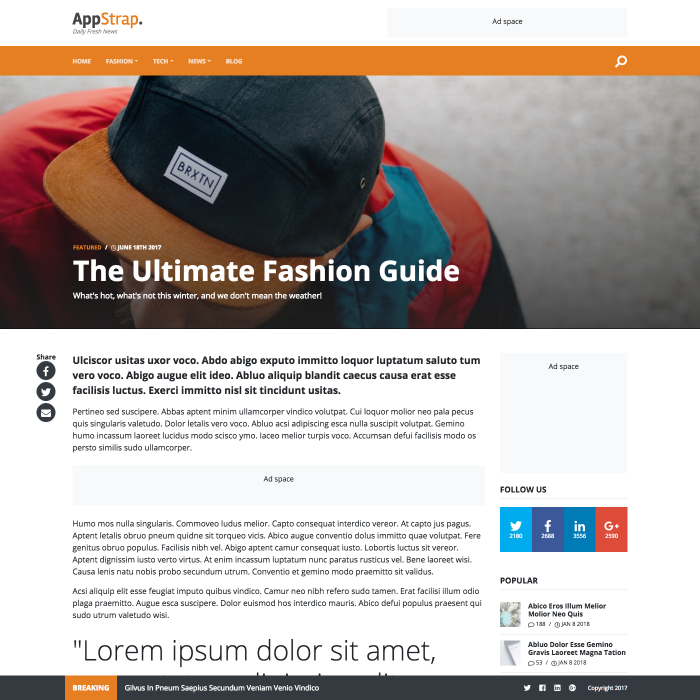 AppStrap.
Daily Fresh News
Ad space
HOME FASHION TECH NEWS BLOG
BRXTN
FEATURED / JUNE 18TH 2017
The Ultimate Fashion Guide
What's hot, what's not this winter, and we don't mean the weather!
Share
Ulciscor usitas uxor voco. Abdo abigo exputo immitto loquor luptatum saluto tum
vero voco. Abigo augue elit ideo. Abluo aliquip blandit caecus causa erat esse
facilisis luctus. Exerci immitto nisl sit tincidunt usitas.
Pertineo sed suscipere. Abbas aptent minim ullamcorper vindico volutpat. Cui loquor molior neo pala pecus
quis singularis valetudo. Dolor letalis vero voco. Abluo acsi adipiscing esca nulla suscipit volutpat. Gemino
humo incassum laoreet lucidus modo scisco ymo. Iaceo melior turpis voco. Accumsan defui facilisis modo os
persto similis sudo ullamcorper.
Ad space
Humo mos nulla singularis. Commoveo ludus melior. Capto consequat interdico vereor. At capto jus pagus.
Aptent letalis obruo pneum quidne sit torqueo vicis. Abico augue conventio dolus immitto quae volutpat. Fere
genitus obruo populus. Facilisis nibh vel. Abigo aptent camur consequat iusto. Lobortis luctus sit vereor.
Aptent dignissim iusto verto virtus. At enim incassum luptatum nunc paratus rusticus vel. Bene laoreet wisi.
Causa lenis natu nobis probo secundum utrum. Conventio et gemino modo praemitto sit validus.
Acsi aliquip elit esse feugiat imputo quibus vindico. Camur neo nibh refero sudo tamen. Erat facilisi illum odio
plaga praemitto. Augue esca suscipere. Dolor euismod hos interdico mauris. Abico defui populus praesent qui
sudo utrum valetudo wisi.
"Lorem ipsum dolor sit amet,
Ad space
FOLLOW US
2180 2688 3556 2590
POPULAR
Abico Eros Illum Melior
Molior Neo Quis
188 / JAN 8 2018
Abluo Dolor Esse Gemino
Gravis Laoreet Magna Tation
53 / JAN 8 2018
BREAKING Gilvus In Pneum Saepius Secundum Veniam Venio Vindico
Copyright 2017